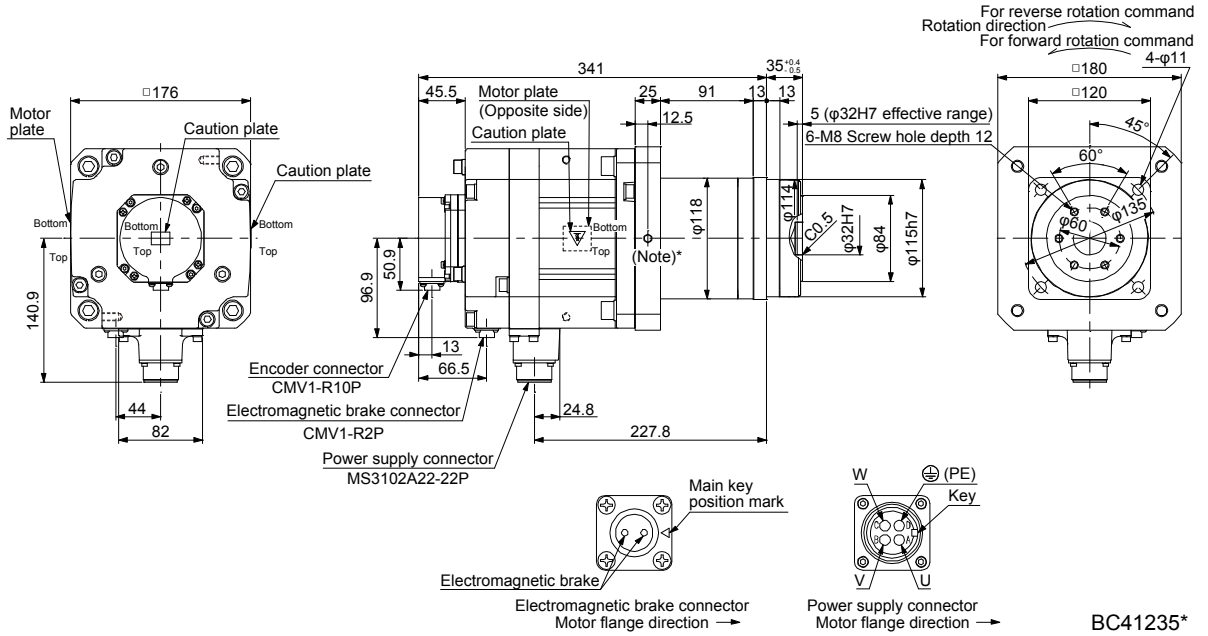 For reverse rotation command
Rotation direction
For forward rotation command
4-φ11
341
35 +0.4 -0.5
□176
□180
45.5
Motor plate
(Opposite side)
25
91
13
13
□120
Motor
plate
Caution plate
Caution plate
12.5
5 (φ32H7 effective range)
6-M8 Screw hole depth 12
45°
60°
Caution plate
Bottom
Top
Bottom
Top
Bottom
Top
Bottom
Top
(Note)*
φ118
φ114
C0.5
φ32H7
φ84
φ115h7
φ135
φ60
140.9
96.9
50.9
13
66.5
Encoder connector
CMV1-R10P
Electromagnetic brake connector
CMV1-R2P
44
82
24.8
227.8
Power supply connector
MS3102A22-22P
Main key
position mark
W
(PE)
Key
C
D
B
A
V
U
Electromagnetic brake
Electromagnetic brake connector
Motor flange direction
Power supply connector
Motor flange direction
BC41235*